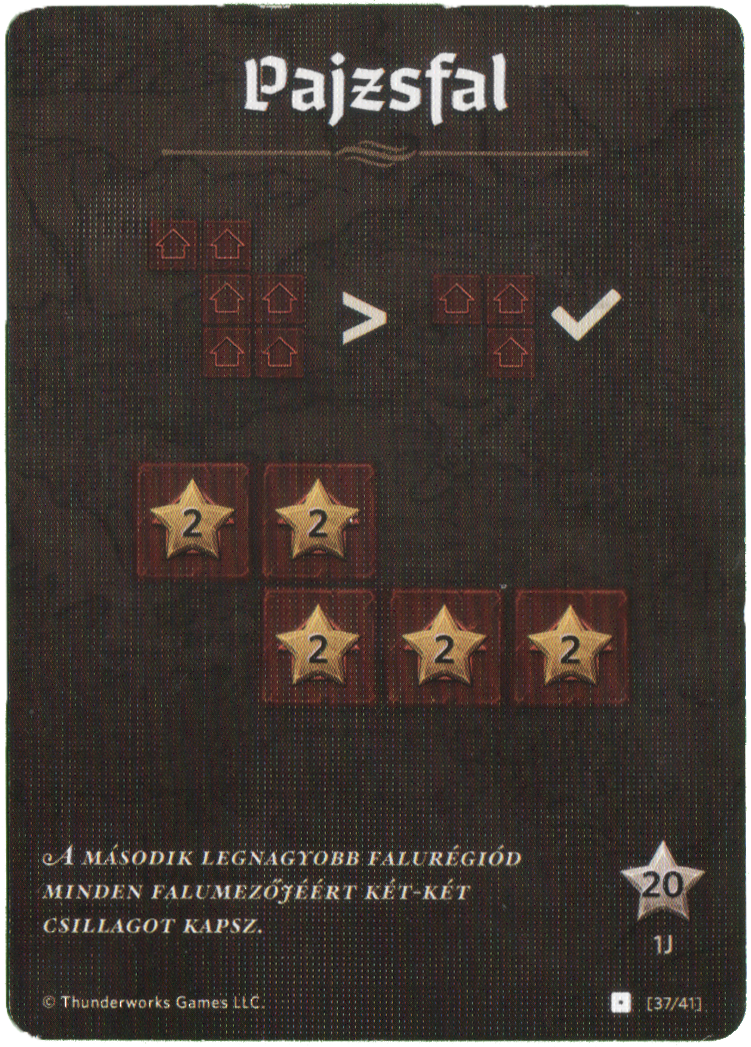 Pajzsfal
>
2 2
2 2 2
A MÁSODIK LEGNAGYOBB FALURÉGIÓD
MINDEN FALUMEZŐJÉÉRT KÉT-KÉT
CSILLAGOT KAPSZ.
20
1J
© Thunderworks Games LLC.
[37/41]